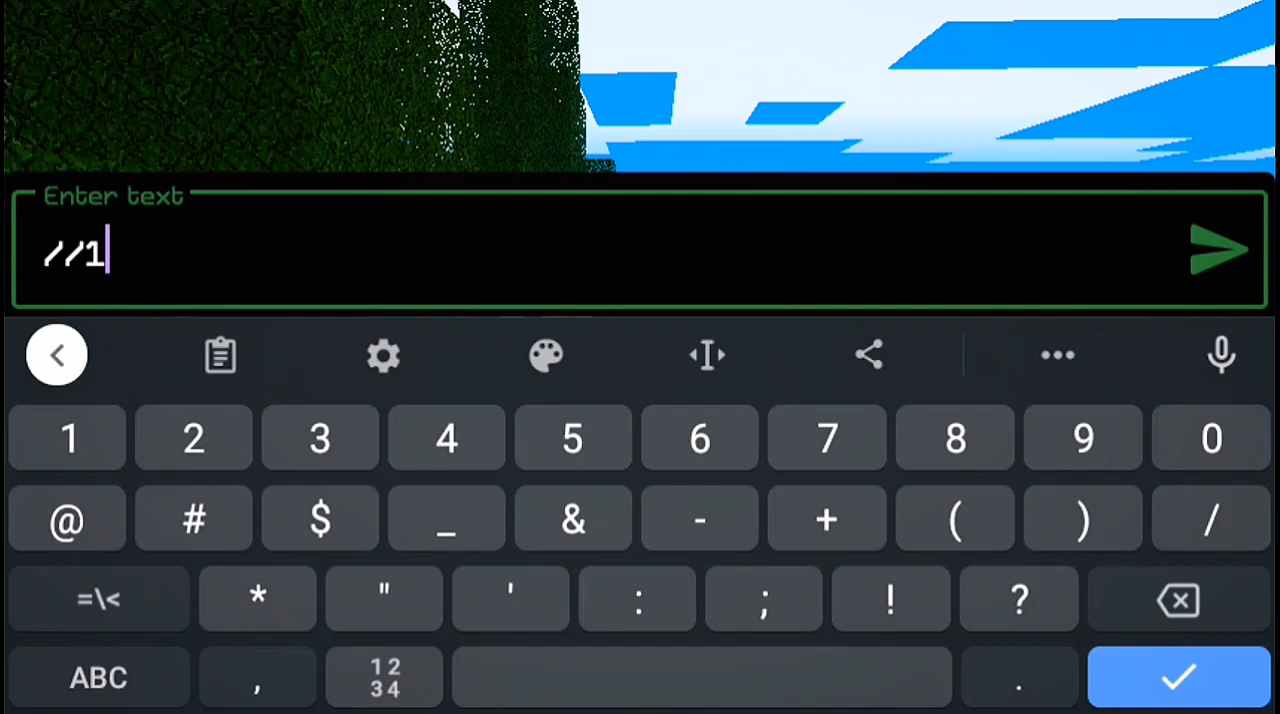 Enter text
//1
1 2 3 4 5 6 7 8 9 0
@ # $ _ & - + ( ) /
=\< * " ' : ; ! ?
ABC , 12 34 .